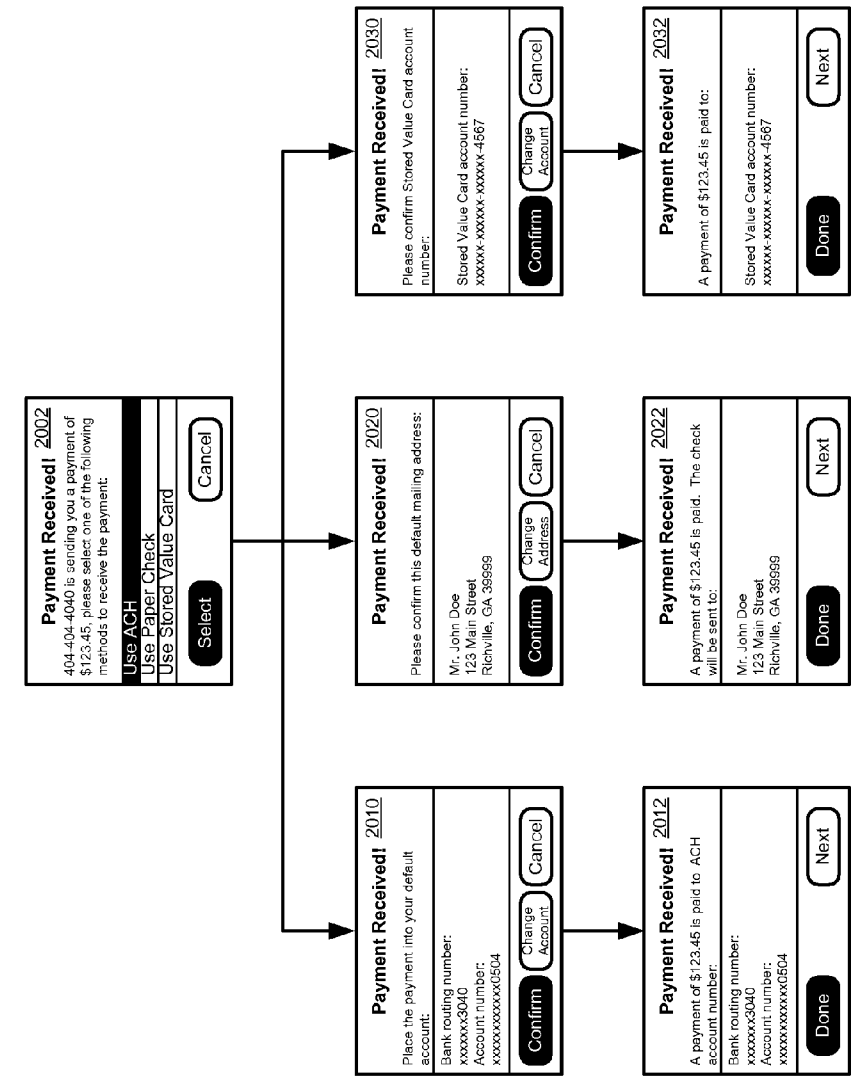 Payment Received! 2002
404-404-4040 is sending you a payment of
$123.45, please select one of the following
methods to receive the payment:
Use ACH
Use Paper Check
Use Stored Value Card
Select
Cancel
Payment Received! 2010
Place the payment into your default
account:
Bank routing number:
xxxxxxx3040
Account number:
xxxxxxxxxxxxx0504
Confirm
Change
Account
Cancel
Payment Received! 2020
Please confirm this default mailing address:
Mr. John Doe
123 Main Street
Richville, GA 39999
Confirm
Change
Address
Cancel
Payment Received! 2030
Please confirm Stored Value Card account
number:
Stored Value Card account number:
xxxxxx-xxxxxx-xxxxxx-4567
Confirm
Change
Account
Cancel
Payment Received! 2012
A payment of $123.45 is paid to ACH
account number:
Bank routing number:
xxxxxxx3040
Account number:
xxxxxxxxxxxxx0504
Done
Next
Payment Received! 2022
A payment of $123.45 is paid. The check
will be sent to:
Mr. John Doe
123 Main Street
Richville, GA 39999
Done
Next
Payment Received! 2032
A payment of $123.45 is paid to:
Stored Value Card account number:
xxxxxx-xxxxxx-xxxxxx-4567
Done
Next